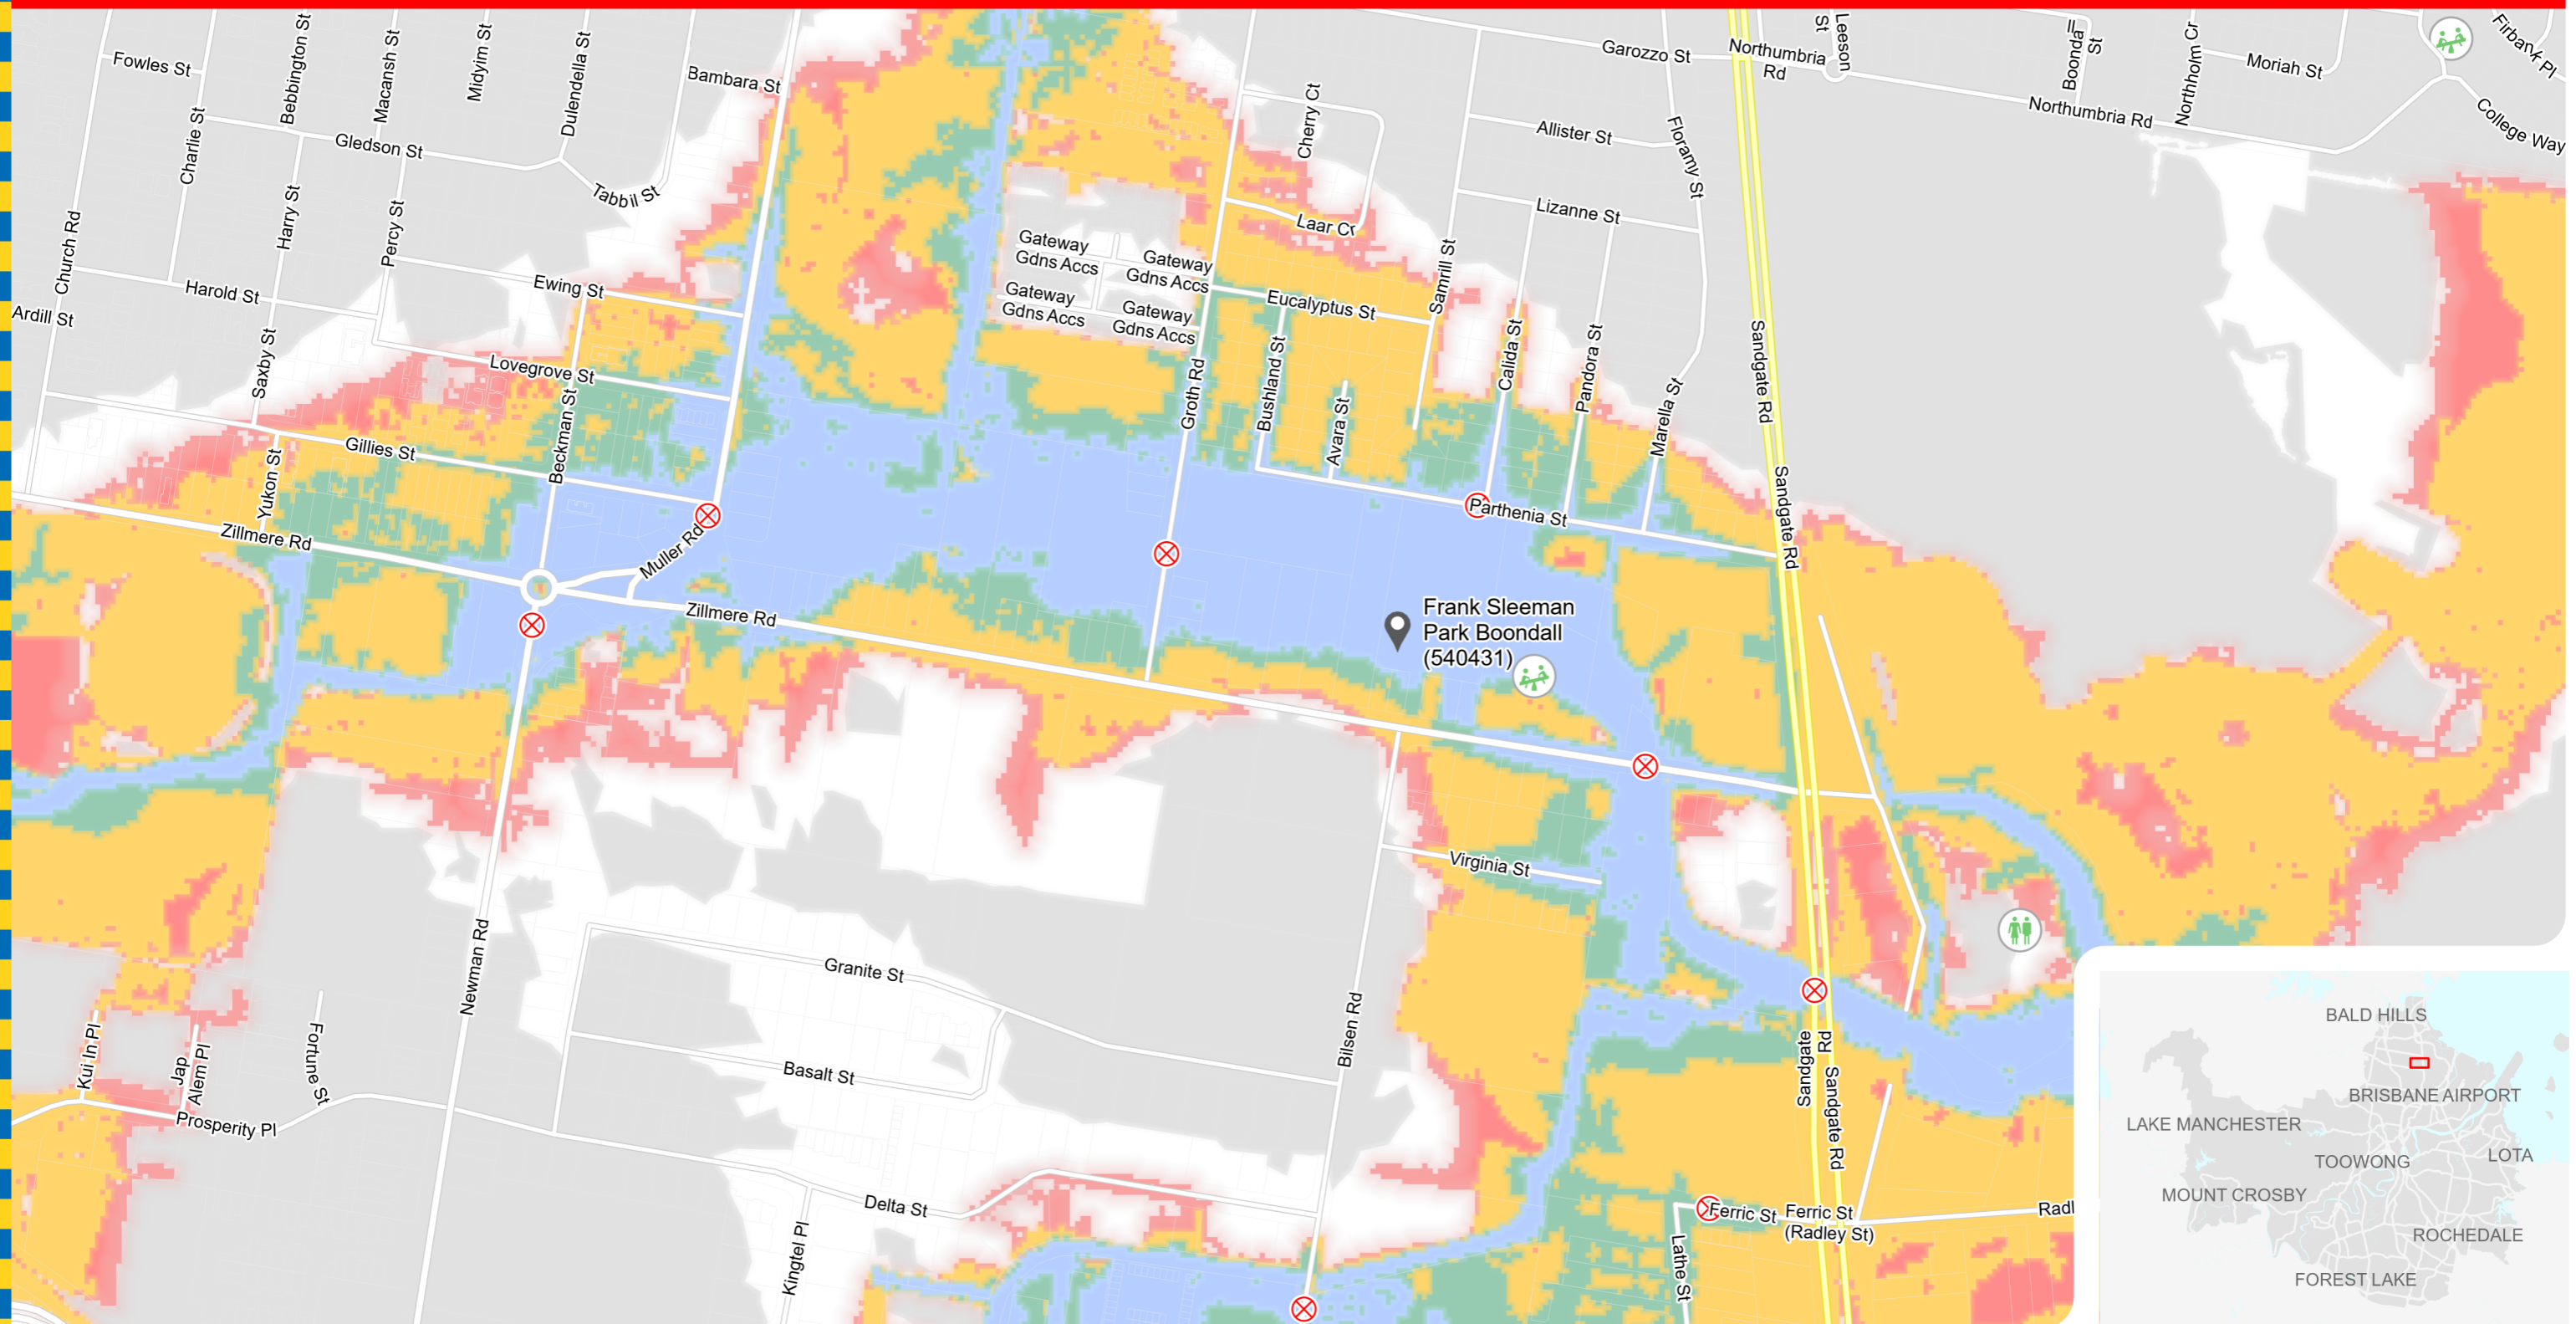 Fowles St
Bebbington St
Macansh St
Midyim St
Dulendella St
Bambara St
Charlie St
Gledson St
Tabbil St
Harry St
Percy St
Church Rd
Harold St
Ardill St
Ewing St
Saxby St
Lovegrove St
Beckman St
Gillies St
Yukon St
Zillmere Rd
Muller Rd
Zillmere Rd
Gateway
Gdns Accs
Gateway
Gdns Accs
Gateway
Gdns Accs
Gateway
Gdns Accs
Cherry Ct
Laar Cr
Groth Rd
Eucalyptus St
Bushland St
Avara St
Samrill St
Calida St
Pandora St
Marella St
Parthenia St
Garozzo St
Northumbria
Rd
Leeson
St
Boondall
St
Northolm Cr
Moriah St
Firbank Pl
College Way
Northumbria Rd
Allister St
Floramy St
Lizanne St
Sandgate Rd
Sandgate Rd
Frank Sleeman
Park Boondall
(540431)
Virginia St
Newman Rd
Granite St
Basalt St
Bilsen Rd
Kui In Pl
Jap
Alem Pl
Fortune St
Prosperity Pl
Delta St
Kingtel Pl
Sandgate
Rd
Sandgate Rd
Ferric St
Ferric St
(Radley St)
Radl
Lathe St
BALD HILLS
BRISBANE AIRPORT
LAKE MANCHESTER
TOOWONG
LOTA
MOUNT CROSBY
ROCHEDALE
FOREST LAKE